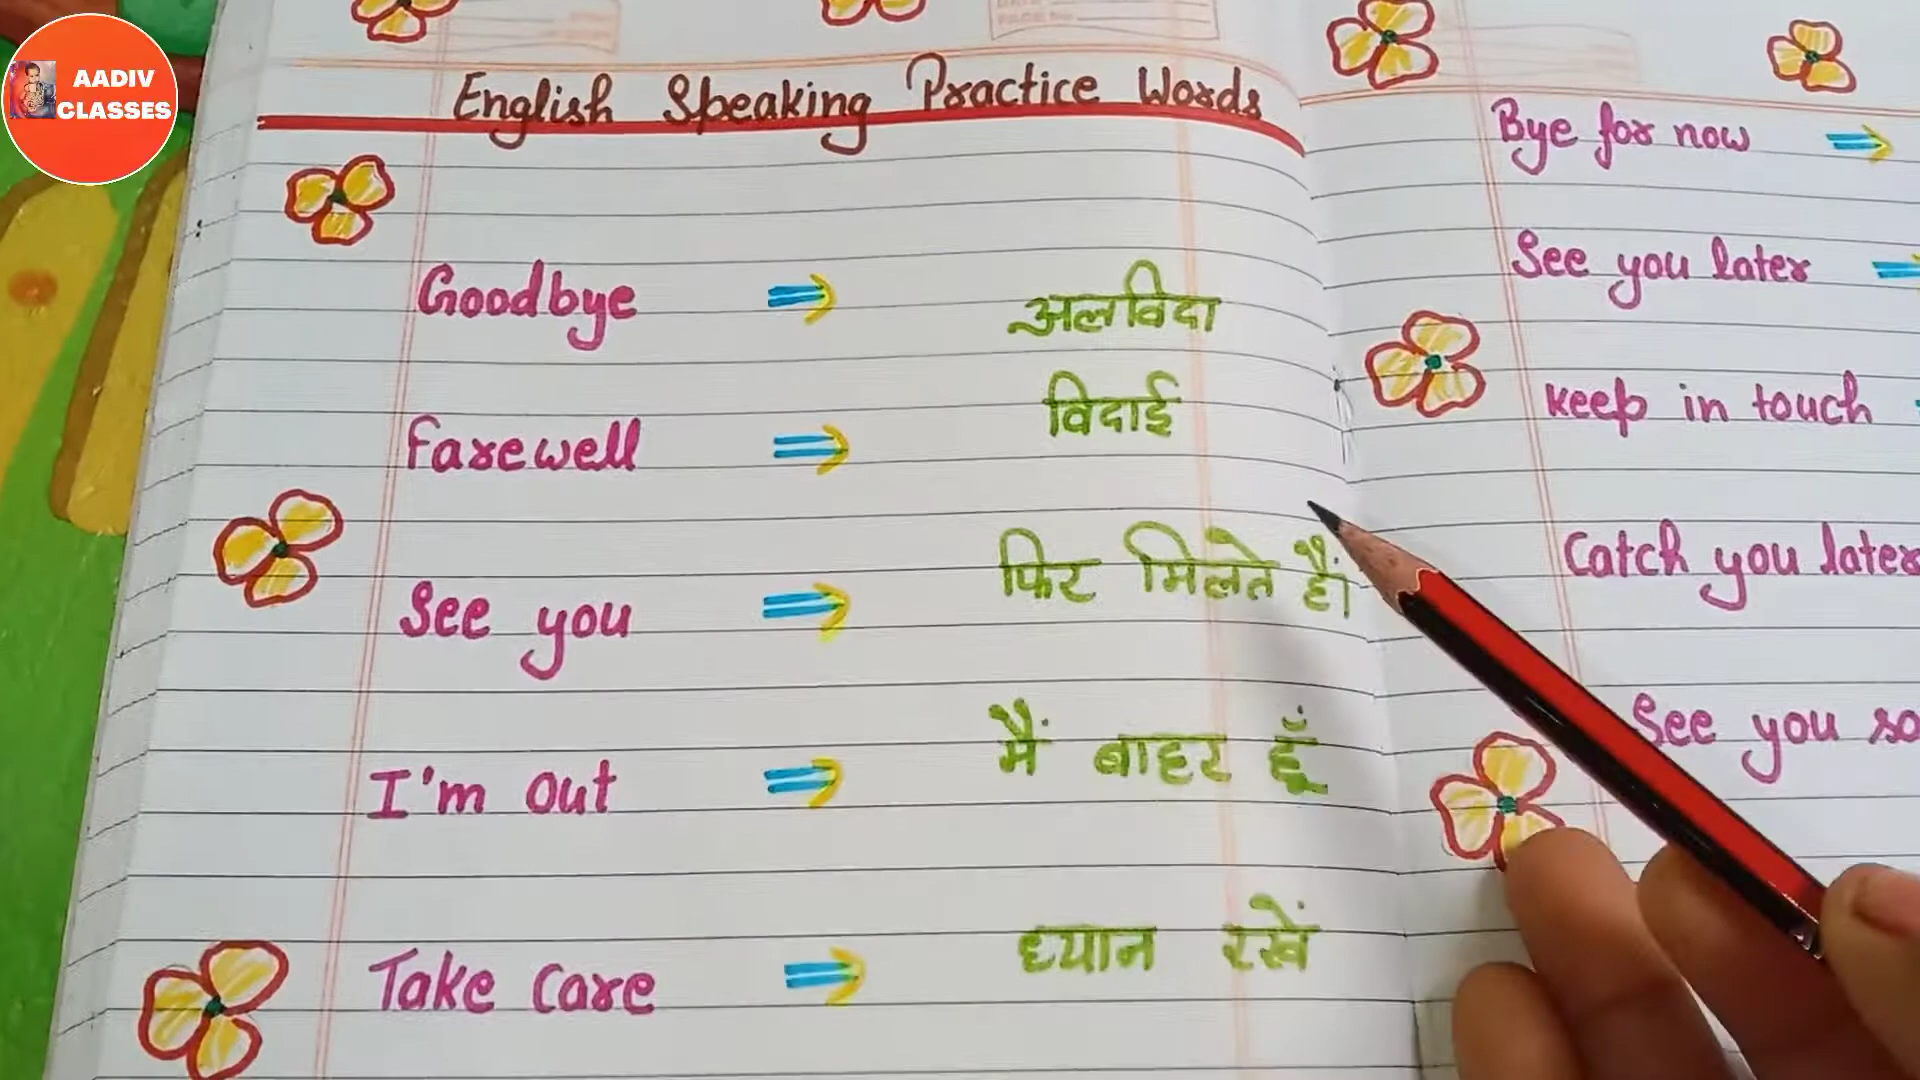 AADIV
CLASSES
English Speaking Practice Words
Goodbye ⇒ अलविदा
Farewell ⇒ विदाई
See you ⇒ फिर मिलते हैं।
I'm out ⇒ मैं बाहर हूँ
Take care ⇒ ध्यान रखें
Bye for now ⇒
See you later ⇒
keep in touch
Catch you later
See you so